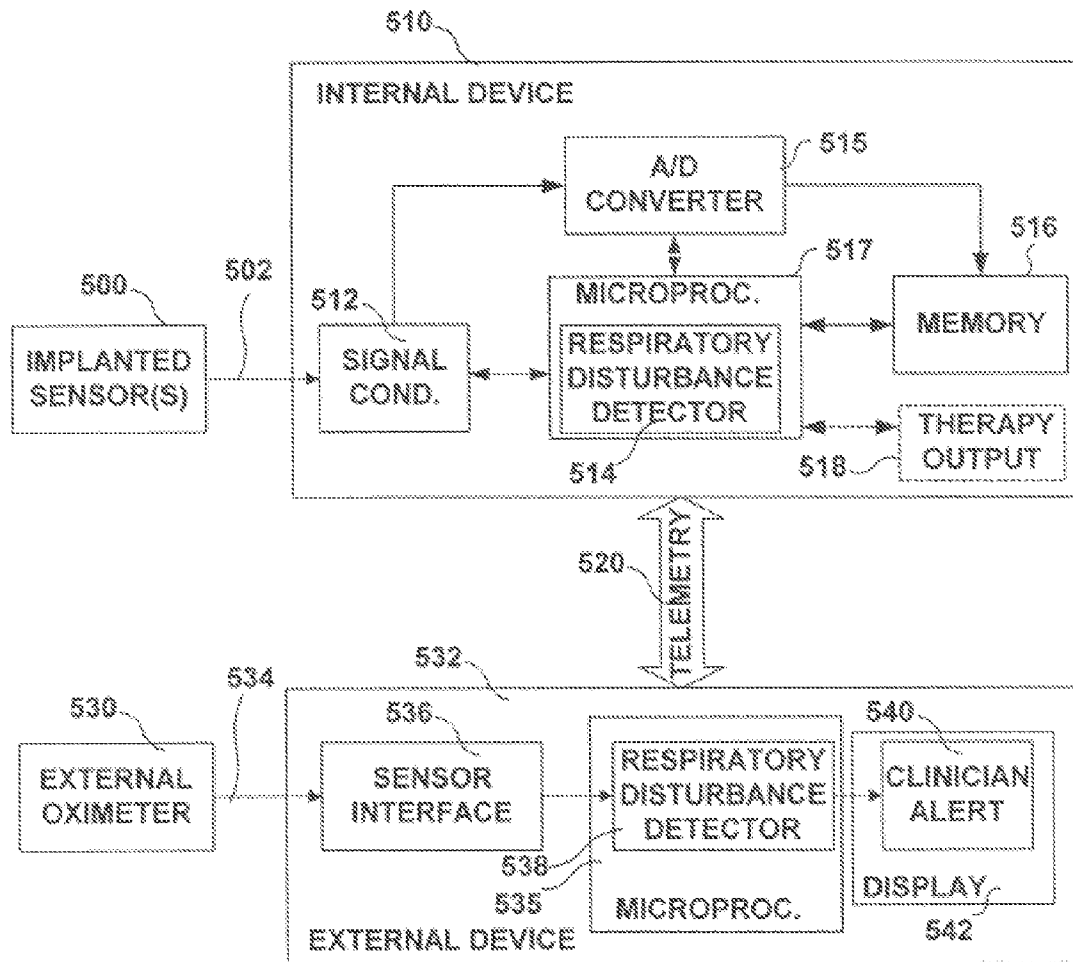 510
INTERNAL DEVICE
515
A/D
CONVERTER
516
517
500
502
512
MICROPROC.
MEMORY
IMPLANTED
SENSOR(S)
SIGNAL
COND.
RESPIRATORY
DISTURBANCE
DETECTOR
THERAPY
OUTPUT
514
518
520
TELEMETRY
532
534
530
536
540
EXTERNAL
OXIMETER
SENSOR
INTERFACE
RESPIRATORY
DISTURBANCE
DETECTOR
CLINICIAN
ALERT
538
535
MICROPROC.
DISPLAY
542
EXTERNAL DEVICE